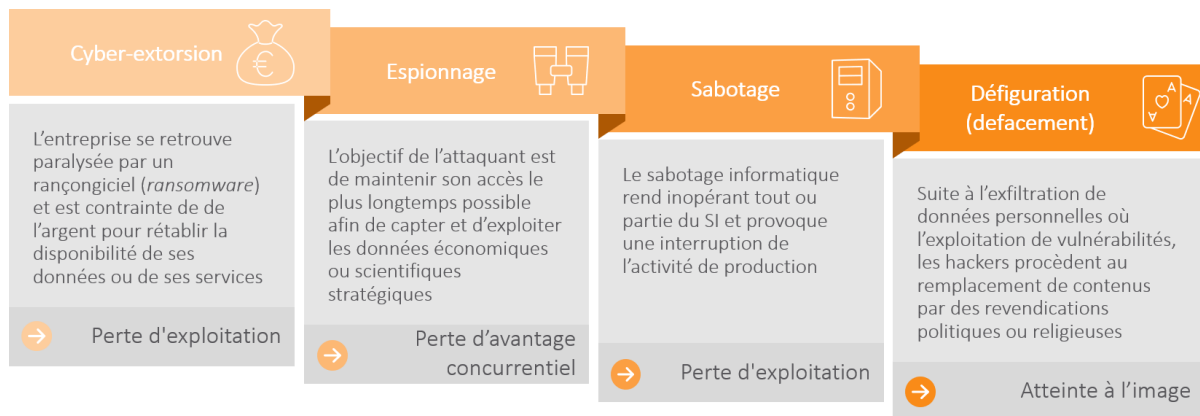 Cyber-extorsion
€
L'entreprise se retrouve
paralysée par un
rançongiciel (ransomware)
et est contrainte de de
l'argent pour rétablir la
disponibilité de ses
données ou de ses services
Perte d'exploitation
Espionnage
L'objectif de l'attaquant est
de maintenir son accès le
plus longtemps possible
afin de capter et d'exploiter
les données économiques
ou scientifiques
stratégiques
Perte d'avantage
concurrentiel
Sabotage
Le sabotage informatique
rend inopérant tout ou
partie du SI et provoque
une interruption de
l'activité de production
Perte d'exploitation
Défiguration
(defacement)
A
A
A
Suite à l'exfiltration de
données personnelles où
l'exploitation de vulnérabilités,
les hackers procèdent au
remplacement de contenus
par des revendications
politiques ou religieuses
Atteinte à l'image